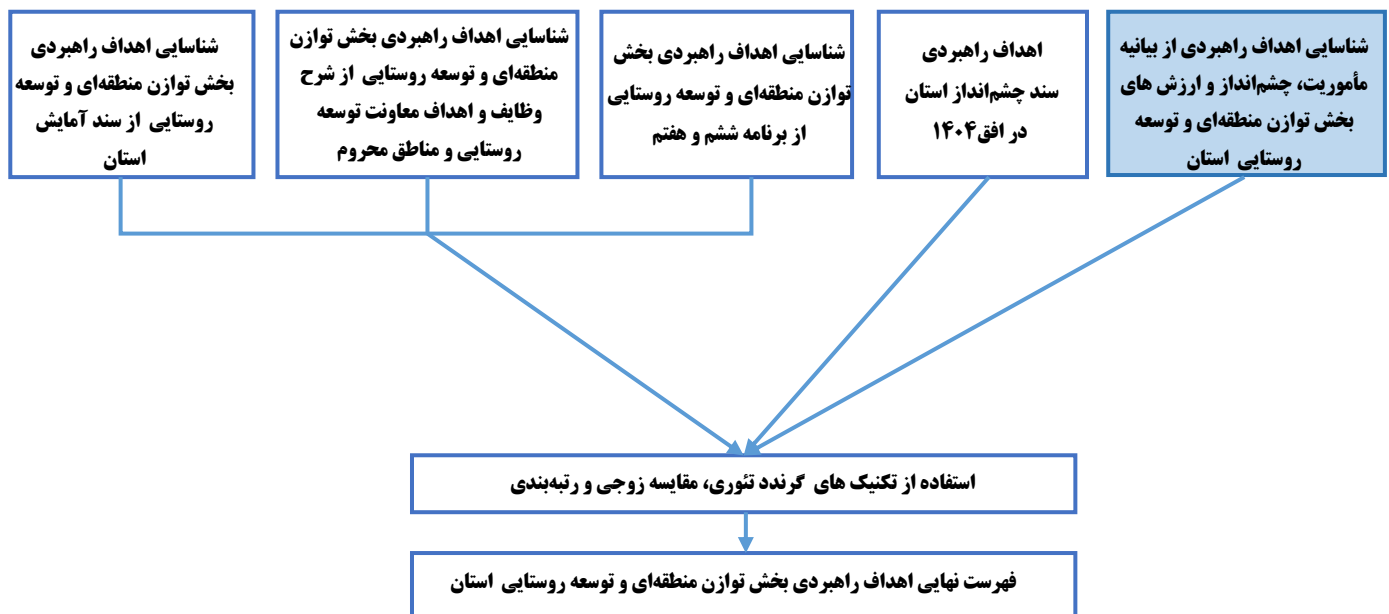 شناسایی اهداف راهبردی از بیانیه
مأموریت، چشم‌انداز و ارزش های
بخش توازن منطقه‌ای و توسعه
روستایی استان
اهداف راهبردی
سند چشم‌انداز استان
در افق۱۴۰۴
شناسایی اهداف راهبردی بخش
توازن منطقه‌ای و توسعه روستایی
از برنامه ششم و هفتم
شناسایی اهداف راهبردی بخش توازن
منطقه‌ای و توسعه روستایی از شرح
وظایف و اهداف معاونت توسعه
روستایی و مناطق محروم
شناسایی اهداف راهبردی
بخش توازن منطقه‌ای و توسعه
روستایی از سند آمایش
استان
استفاده از تکنیک های گرندد تئوری، مقایسه زوجی و رتبه‌بندی
فهرست نهایی اهداف راهبردی بخش توازن منطقه‌ای و توسعه روستایی استان